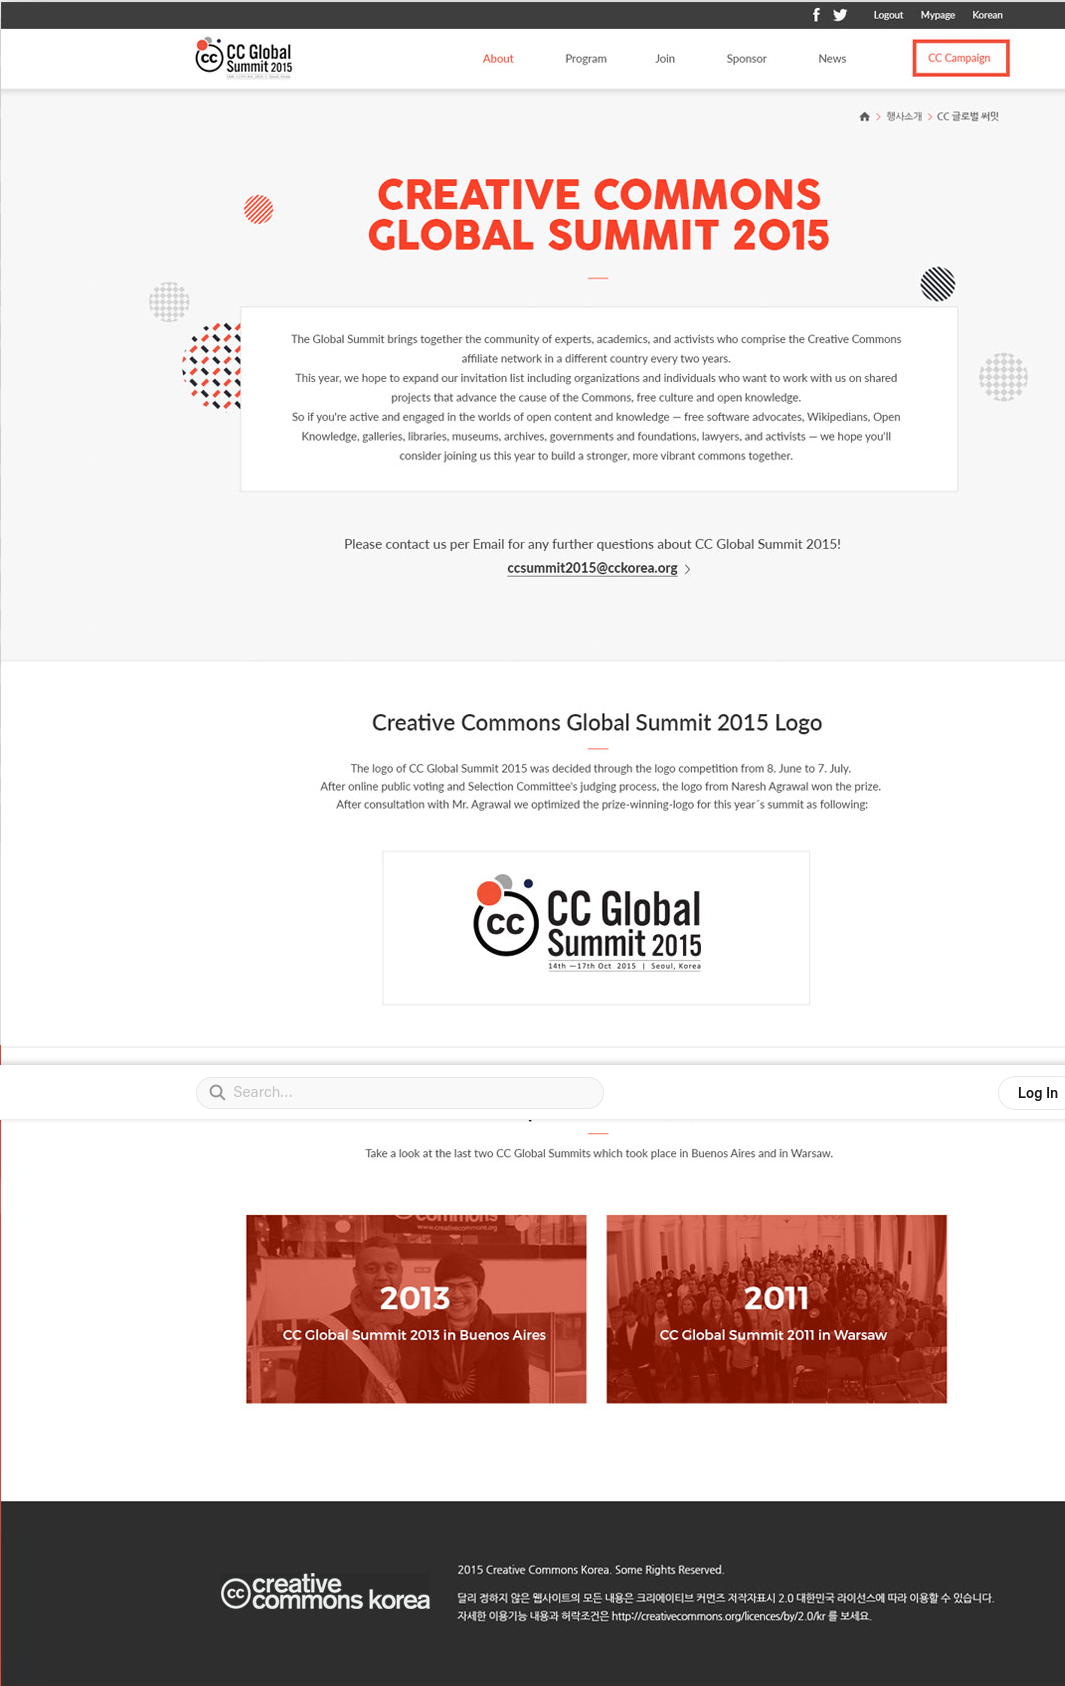 Logout Mypage Korean
CC Global
Summit 2015
About Program Join Sponsor News CC Campaign
행사소개 CC 글로벌 써밋
CREATIVE COMMONS
GLOBAL SUMMIT 2015
The Global Summit brings together the community of experts, academics, and activists who comprise the Creative Commons
affiliate network in a different country every two years.
This year, we hope to expand our invitation list including organizations and individuals who want to work with us on shared
projects that advance the cause of the Commons, free culture and open knowledge.
So if you're active and engaged in the worlds of open content and knowledge — free software advocates, Wikipedians, Open
Knowledge, galleries, libraries, museums, archives, governments and foundations, lawyers, and activists — we hope you'll
consider joining us this year to build a stronger, more vibrant commons together.
Please contact us per Email for any further questions about CC Global Summit 2015!
ccsummit2015@cckorea.org
Creative Commons Global Summit 2015 Logo
The logo of CC Global Summit 2015 was decided through the logo competition from 8. June to 7. July.
After online public voting and Selection Committee's judging process, the logo from Naresh Agrawal won the prize.
After consultation with Mr. Agrawal we optimized the prize-winning-logo for this year´s summit as following:
cc
CC Global
Summit 2015
14th —17th Oct 2015 | Seoul, Korea
Search...
Log In
Take a look at the last two CC Global Summits which took place in Buenos Aires and in Warsaw.
commons
www.creativecommons.org
2013
CC Global Summit 2013 in Buenos Aires
2011
CC Global Summit 2011 in Warsaw
cc creative
commons korea
2015 Creative Commons Korea. Some Rights Reserved.
달리 정하지 않은 웹사이트의 모든 내용은 크리에이티브 커먼즈 저작자표시 2.0 대한민국 라이선스에 따라 이용할 수 있습니다.
자세한 이용기능 내용과 허락조건은 http://creativecommons.org/licences/by/2.0/kr 를 보세요.